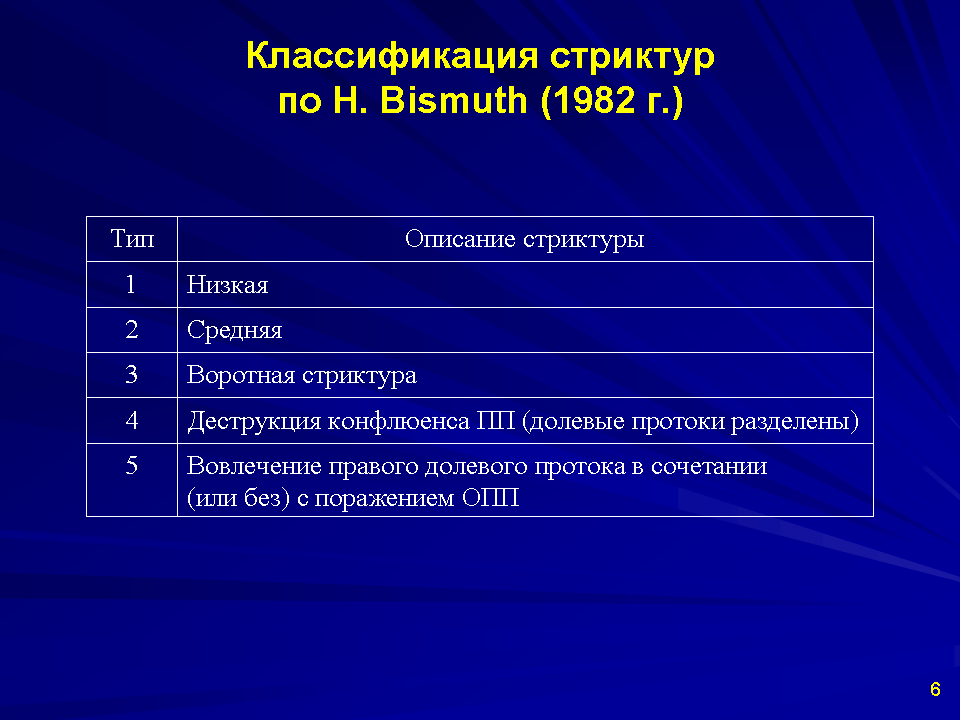 Классификация стриктур
по H. Bismuth (1982 г.)
Тип Описание стриктуры
1 Низкая
2 Средняя
3 Воротная стриктура
4 Деструкция конфлюенса ПП (долевые протоки разделены)
5 Вовлечение правого долевого протока в сочетании
(или без) с поражением ОПП
6